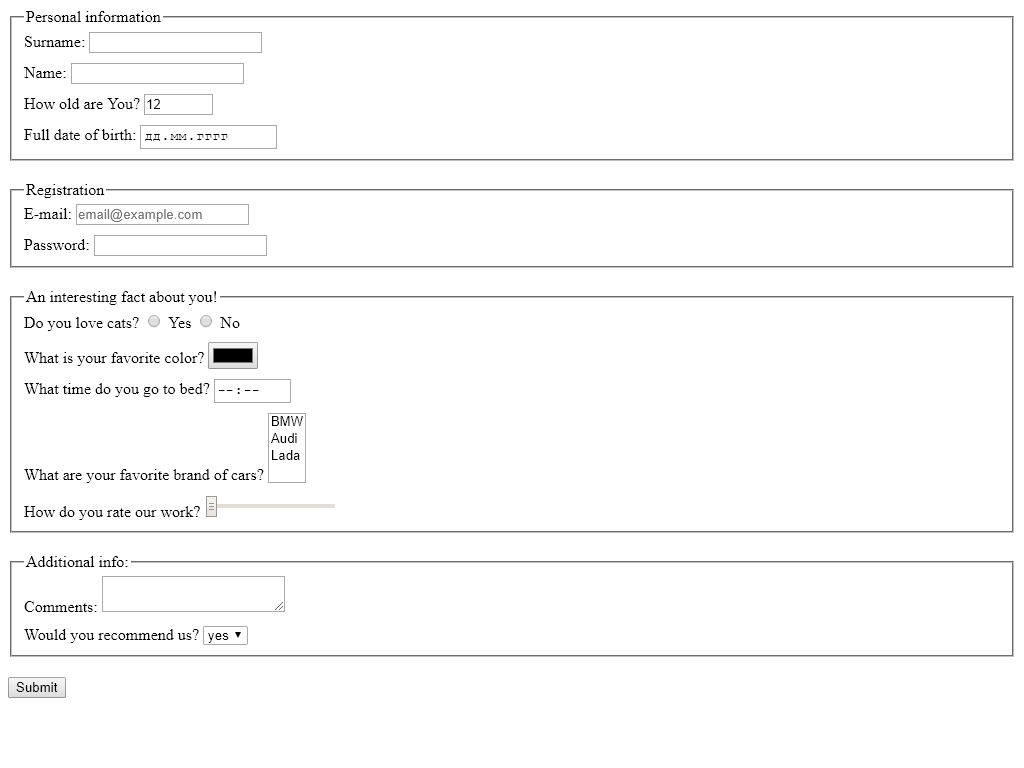 Personal information
Surname:
Name:
How old are You? 12
Full date of birth: дд.мм.гггг
Registration
E-mail: email@example.com
Password:
An interesting fact about you!
Do you love cats? Yes No
What is your favorite color?
What time do you go to bed? --:--
BMW
Audi
Lada
What are your favorite brand of cars?
How do you rate our work?
Additional info:
Comments:
Would you recommend us? yes
Submit